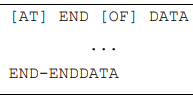 [AT] END [OF] DATA
...
END-ENDDATA